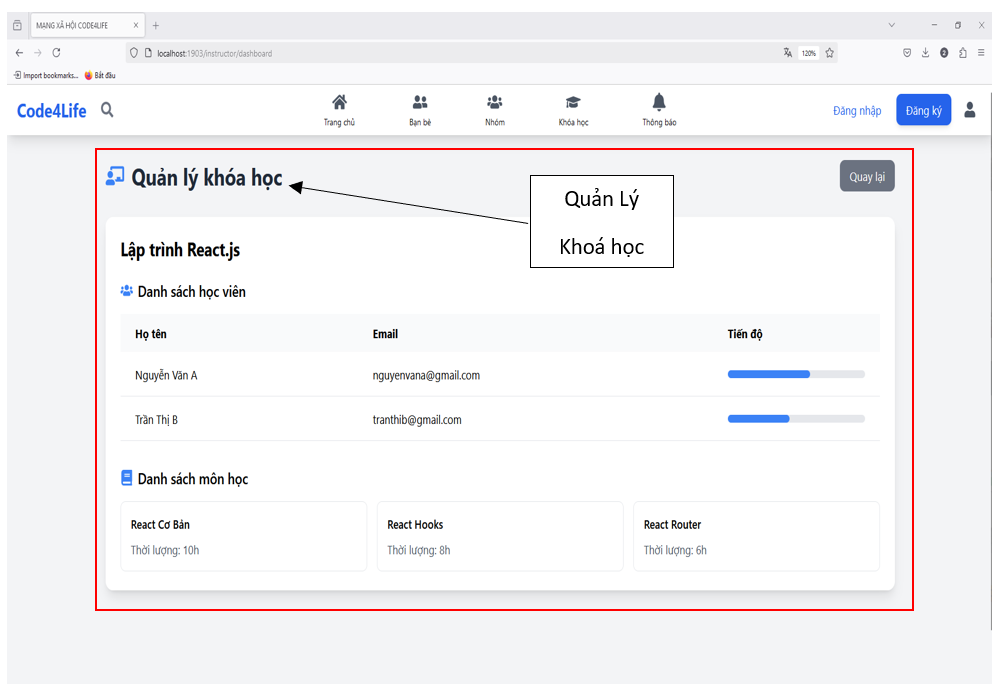 MẠNG XÃ HỘI CODE4LIFE
localhost:1903/instructor/dashboard
120%
Import bookmarks...
Bắt đầu
Code4Life
Trang chủ
Bạn bè
Nhóm
Khóa học
Thông báo
Đăng nhập
Đăng ký
Quản lý khóa học
Quay lại
Quản Lý
Khoá học
Lập trình React.js
Danh sách học viên
Họ tên Email Tiến độ
Nguyễn Văn A nguyenvana@gmail.com
Trần Thị B tranthib@gmail.com
Danh sách môn học
React Cơ Bản React Hooks React Router
Thời lượng: 10h Thời lượng: 8h Thời lượng: 6h